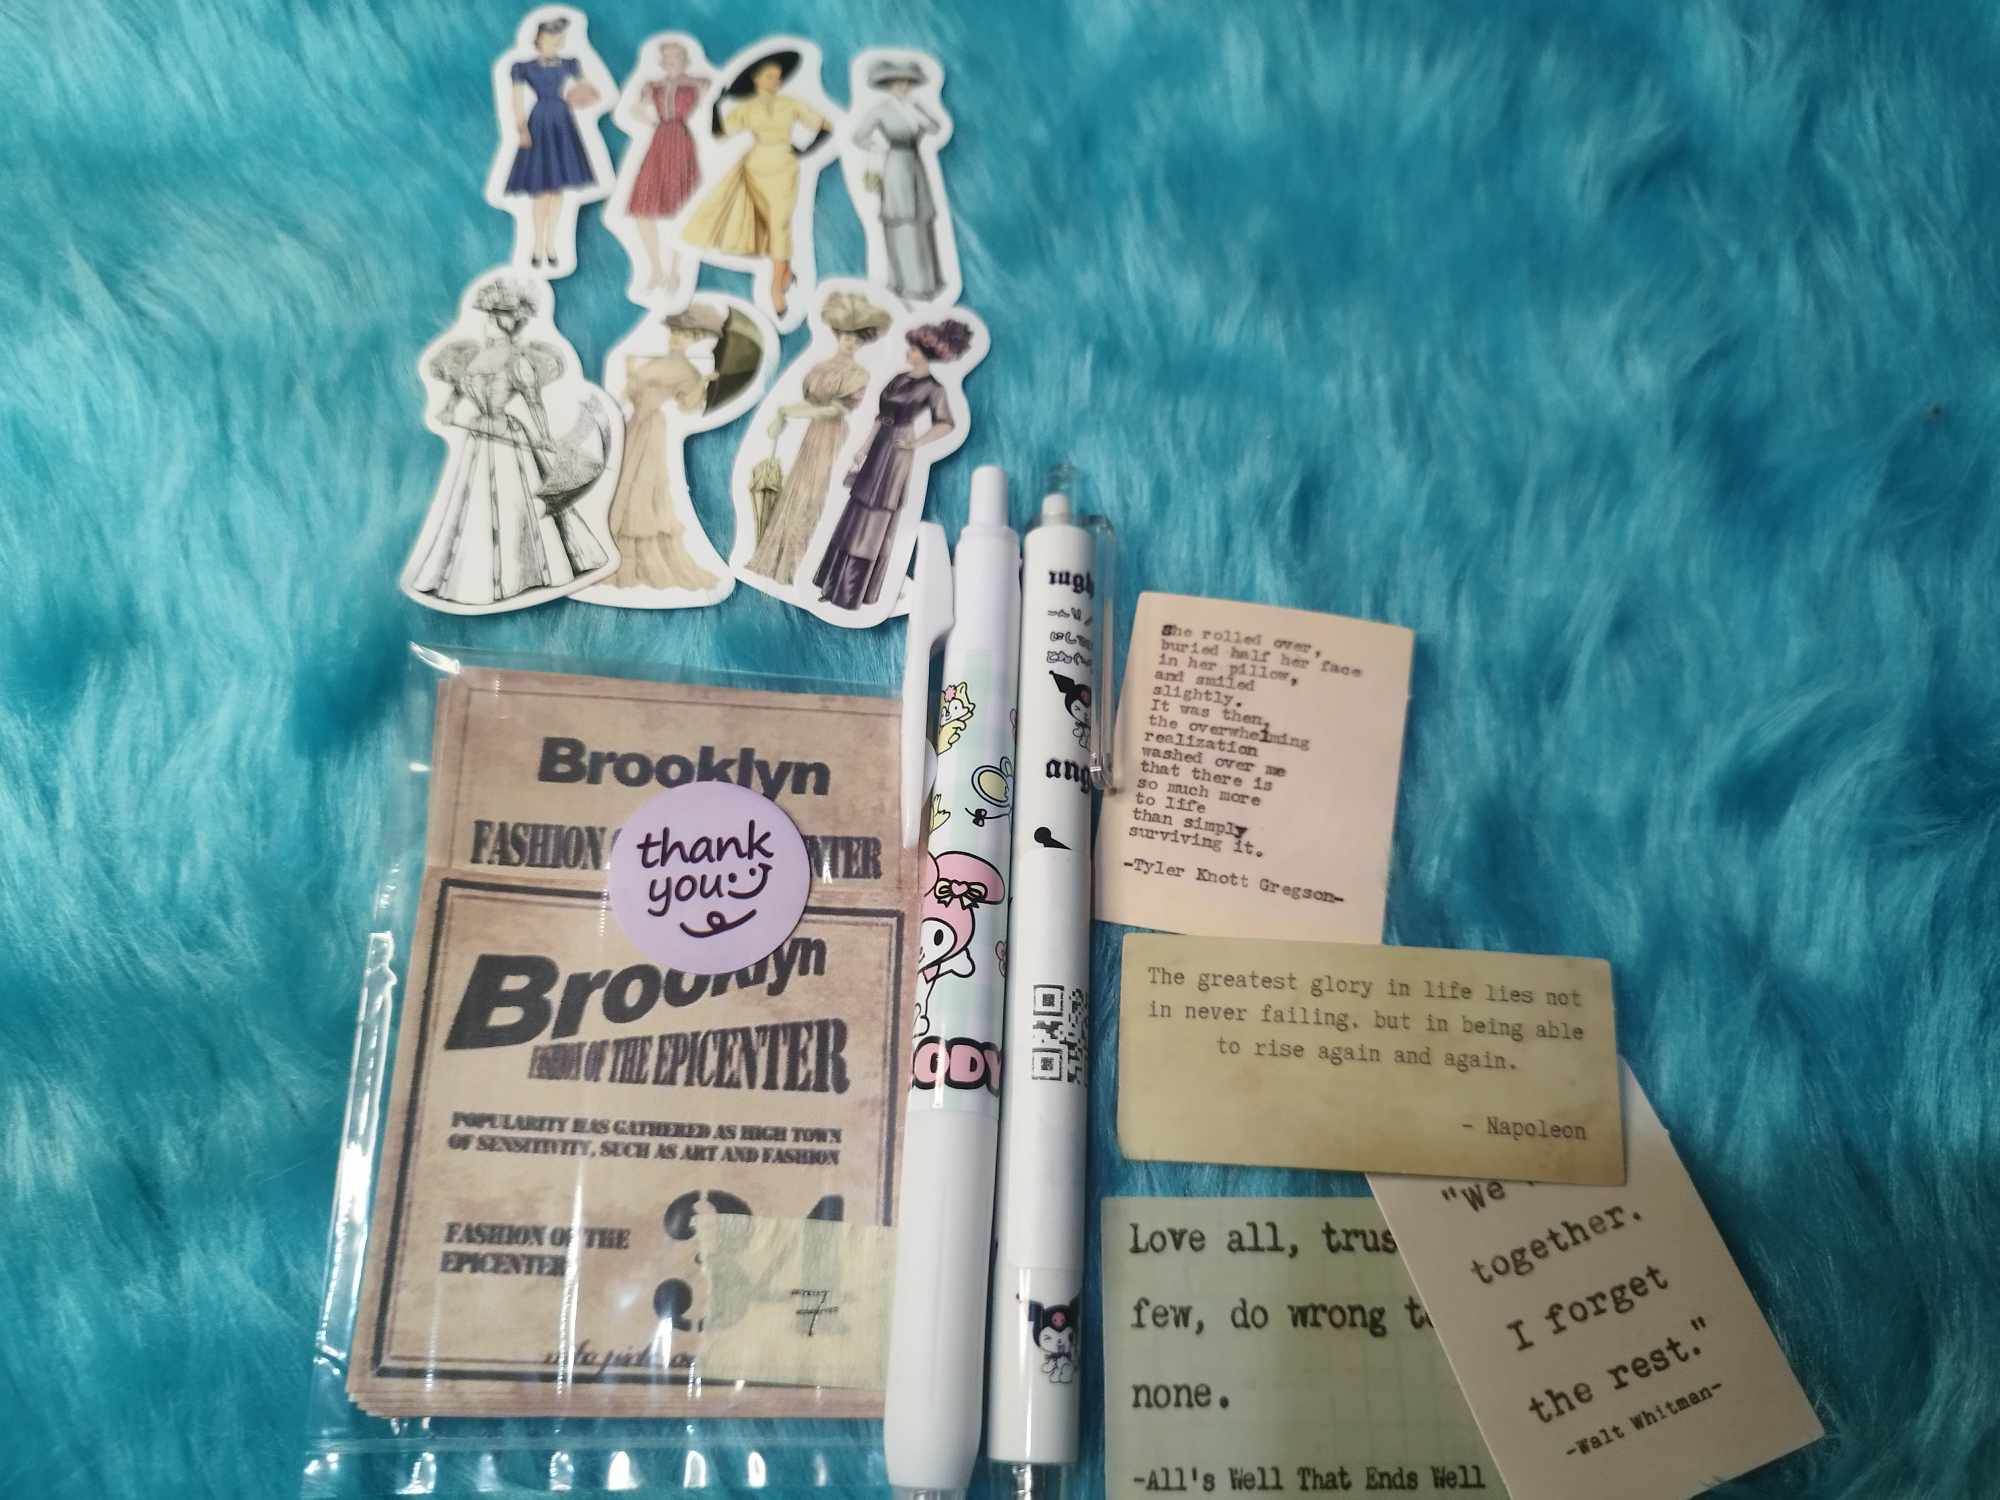 Brooklyn
FASHION
thank
you
Brooklyn
FASHION OF THE EPICENTER
POPULARITY HAS GATHERED AS HIGH TOWN
OF SENSITIVITY, SUCH AS ART AND FASHION
FASHION OF THE
EPICENTER
34
She rolled over,
buried half her face
in her pillow,
and smiled
slightly.
It was then,
the overwhelming
realization
washed over me
that there is
so much more
to life
than simply
surviving it.
-Tyler Knott Gregson-
The greatest glory in life lies not
in never failing, but in being able
to rise again and again.
- Napoleon
Love all, trus
few, do wrong t
none.
-All's Well That Ends Well
"We
together.
I forget
the rest."
-Walt Whitman-
ang
ODY